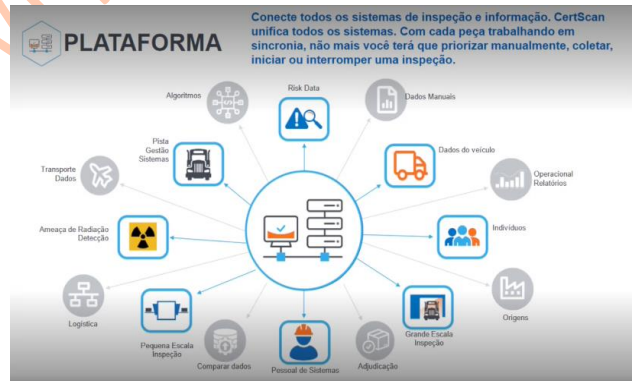 PLATAFORMA
Conecte todos os sistemas de inspeção e informação. CertScan
unifica todos os sistemas. Com cada peça trabalhando em
sincronia, não mais você terá que priorizar manualmente, coletar,
iniciar ou interromper uma inspeção.
Algoritmos
Risk Data
Dados Manuais
Pista
Gestão
Sistemas
Dados do veículo
Transporte
Dados
Operacional
Relatórios
Ameaça de Radiação
Detecção
Indivíduos
Logística
Origens
Pequena Escala
Inspeção
Grande Escala
Inspeção
Comparar dados
Pessoal de Sistemas
Adjudicação